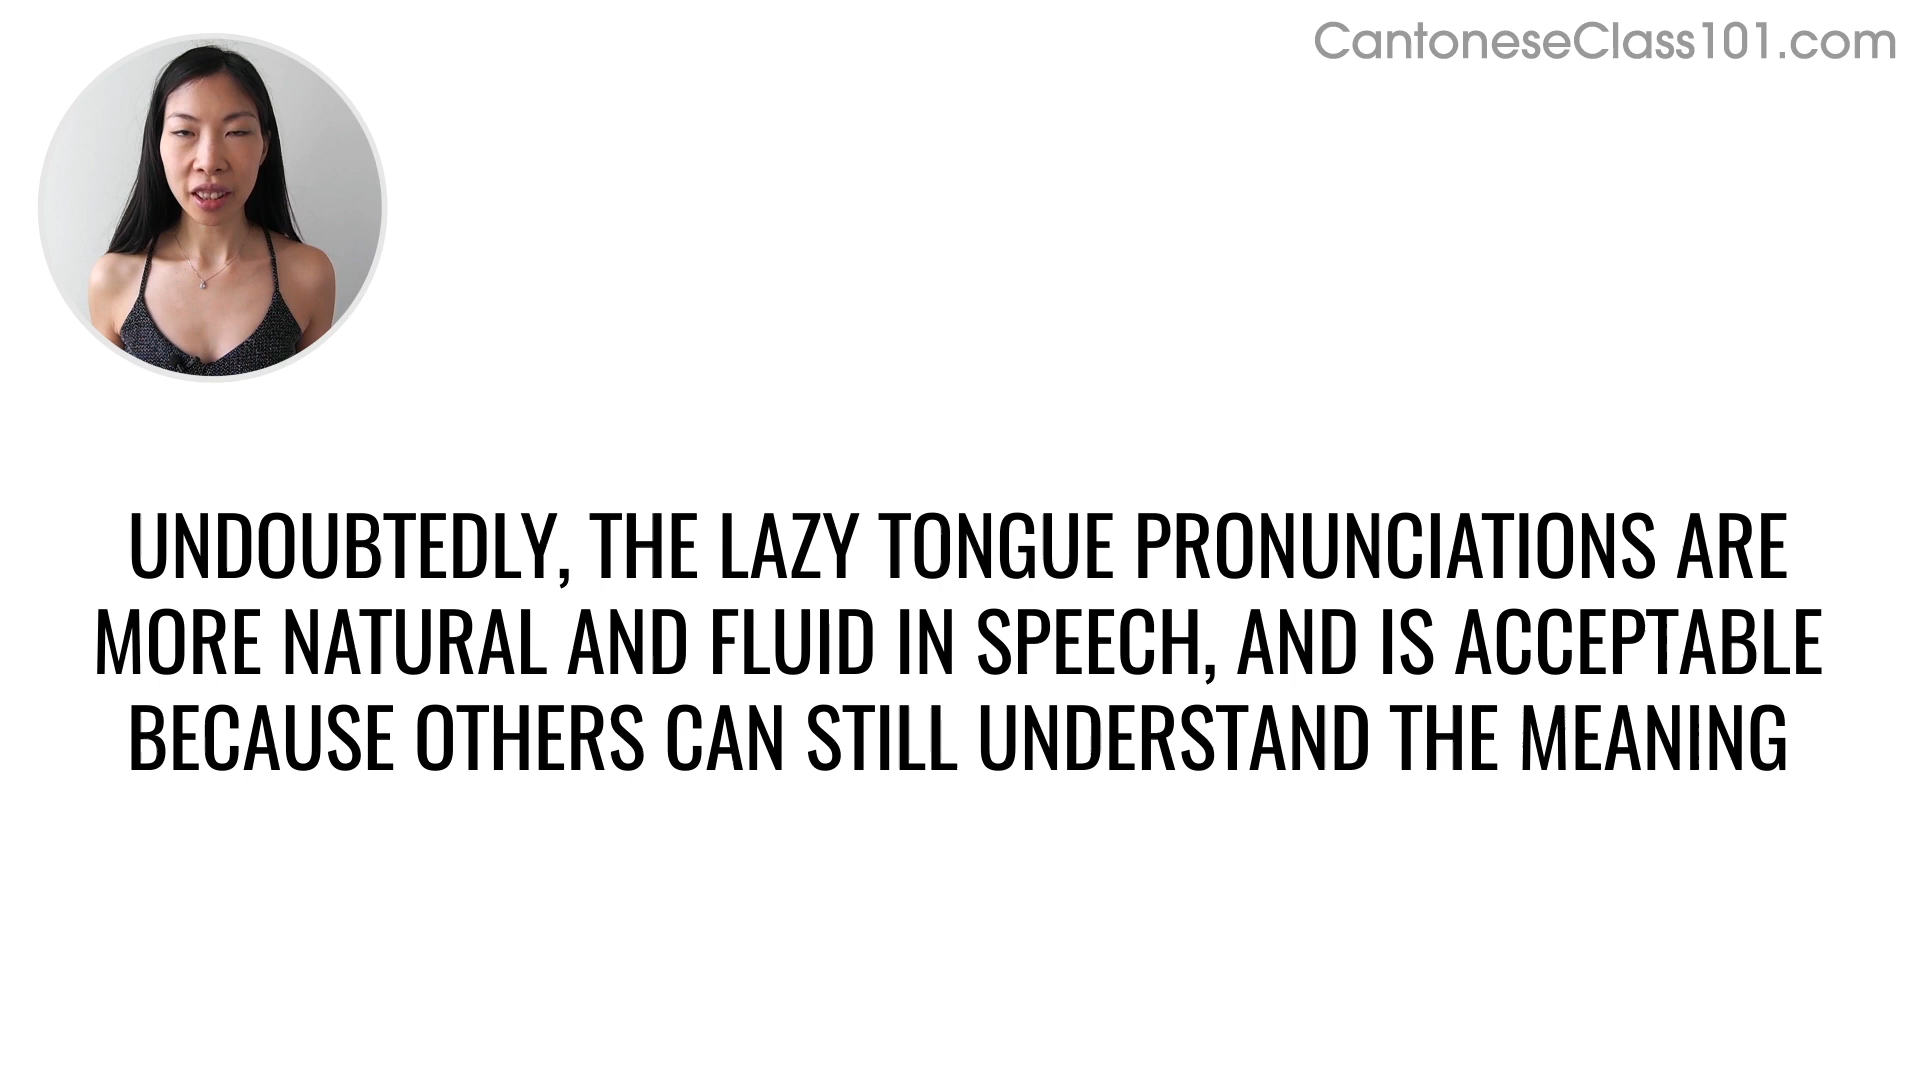 CantoneseClass101.com
UNDOUBTEDLY, THE LAZY TONGUE PRONUNCIATIONS ARE
MORE NATURAL AND FLUID IN SPEECH, AND IS ACCEPTABLE
BECAUSE OTHERS CAN STILL UNDERSTAND THE MEANING